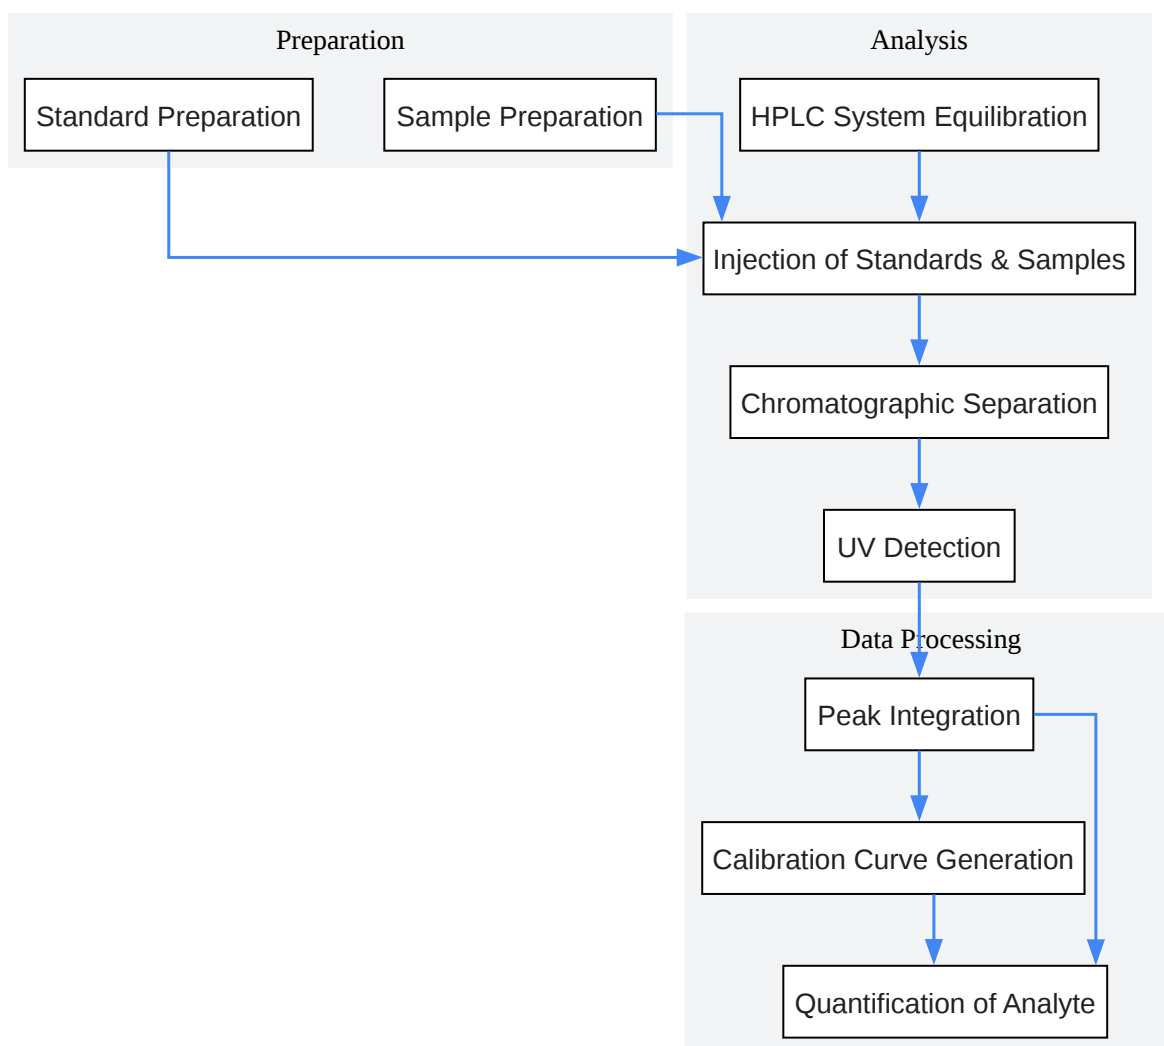 Preparation
Analysis
Standard Preparation
Sample Preparation
HPLC System Equilibration
Injection of Standards & Samples
Chromatographic Separation
UV Detection
Data Processing
Peak Integration
Calibration Curve Generation
Quantification of Analyte